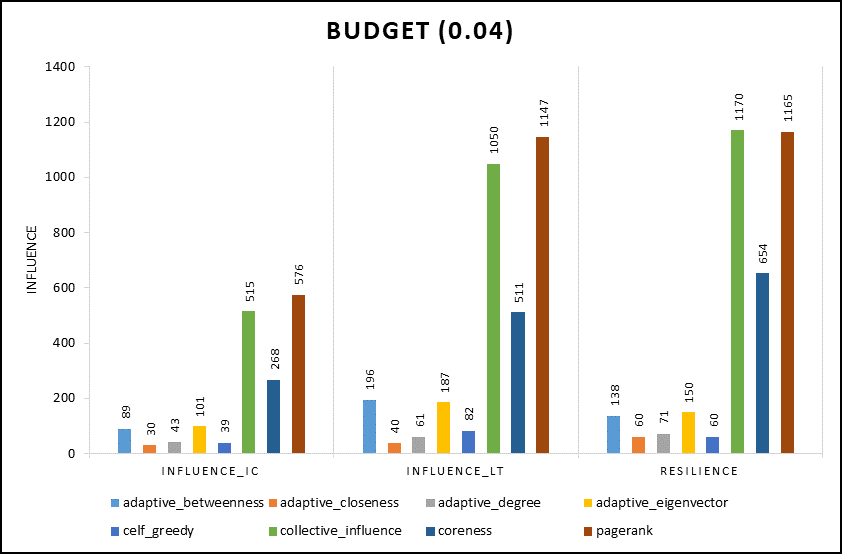 BUDGET (0.04)
1400
1200
1000
800
600
400
200
0
INFLUENCE
89 30 43 101 39 515 268 576
196 40 61 187 82 1050 511 1147
138 60 71 150 60 1170 654 1165
INFLUENCE_IC INFLUENCE_LT RESILIENCE
adaptive_betweenness adaptive_closeness adaptive_degree adaptive_eigenvector
celf_greedy collective_influence coreness pagerank